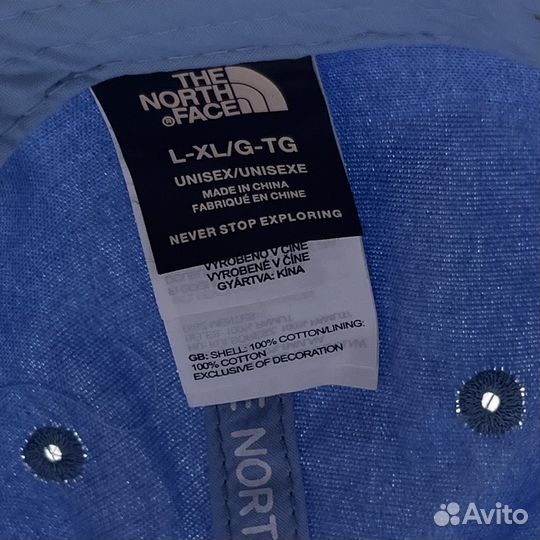 THE
NORTH
FACE
®
L-XL/G-TG
UNISEX/UNISEXE
MADE IN CHINA
FABRIQUÉ EN CHINE
NEVER STOP EXPLORING
VYROBENO V ČÍNĚ
VYROBENÉ V ČÍNE
GYÁRTVA: KÍNA
GB: SHELL: 100% COTTON/LINING:
100% COTTON
EXCLUSIVE OF DECORATION
E NORT
Avito